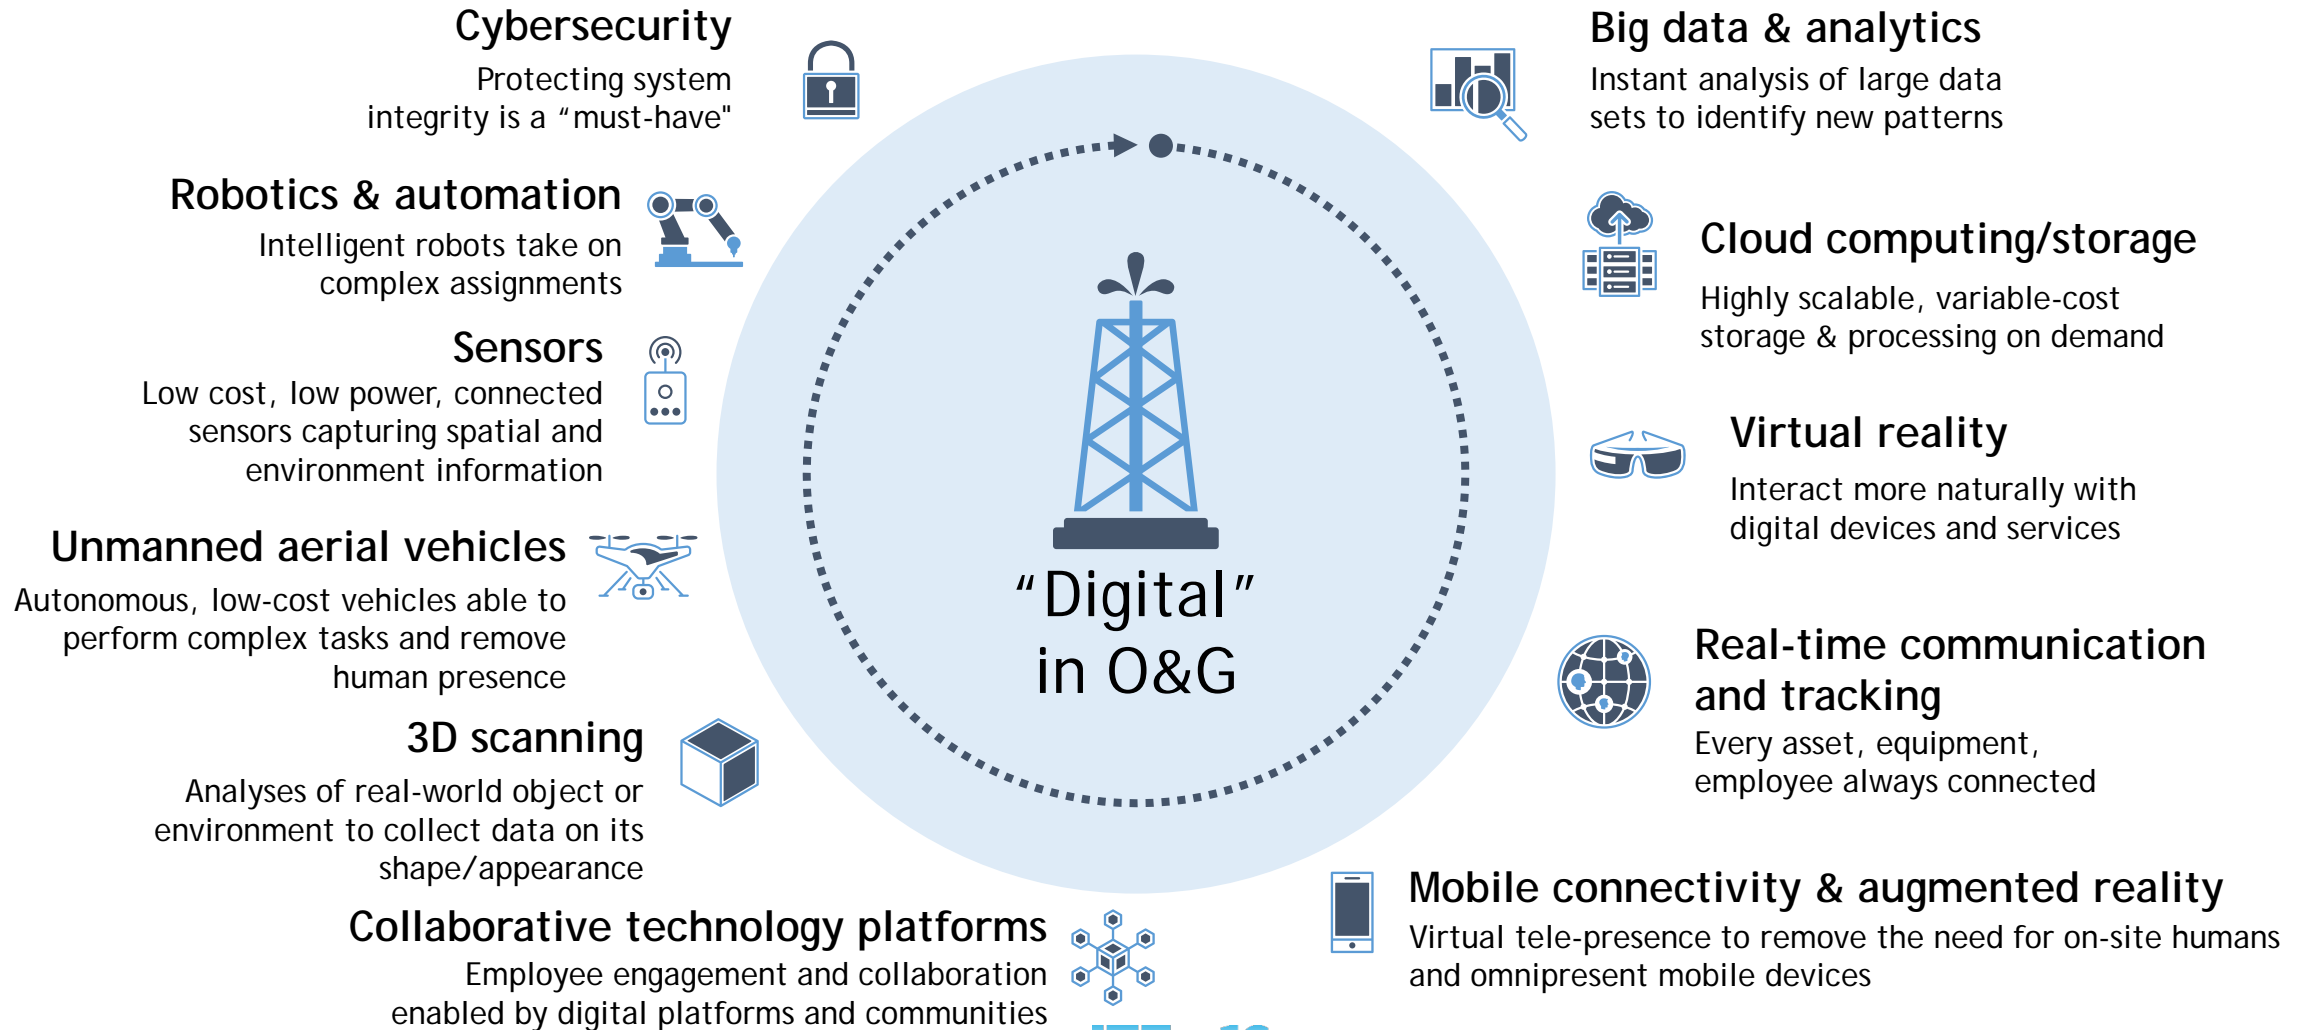 Cybersecurity
Protecting system
integrity is a “must-have"
Robotics & automation
Intelligent robots take on
complex assignments
Sensors
Low cost, low power, connected
sensors capturing spatial and
environment information
Unmanned aerial vehicles
Autonomous, low-cost vehicles able to
perform complex tasks and remove
human presence
3D scanning
Analyses of real-world object or
environment to collect data on its
shape/appearance
Collaborative technology platforms
Employee engagement and collaboration
enabled by digital platforms and communities
“Digital”
in O&G
Big data & analytics
Instant analysis of large data
sets to identify new patterns
Cloud computing/storage
Highly scalable, variable-cost
storage & processing on demand
Virtual reality
Interact more naturally with
digital devices and services
Real-time communication
and tracking
Every asset, equipment,
employee always connected
Mobile connectivity & augmented reality
Virtual tele-presence to remove the need for on-site humans
and omnipresent mobile devices